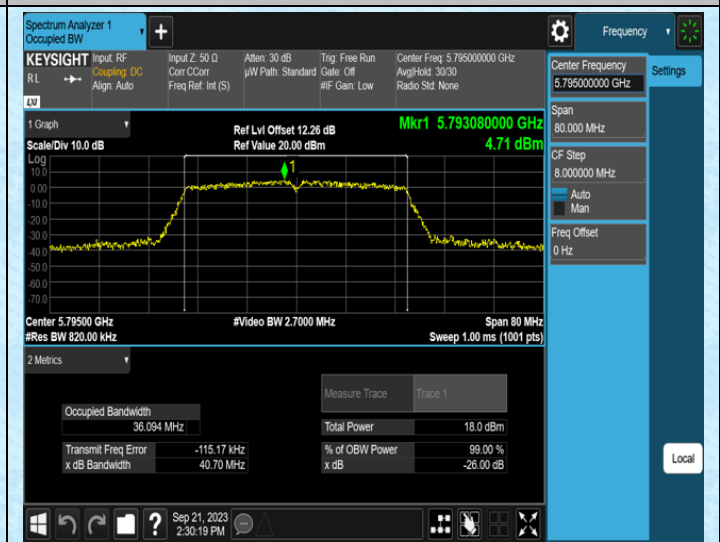 Spectrum Analyzer 1
Occupied BW
+
Frequency
KEYSIGHT
RL
LXI
Input: RF
Coupling: DC
Align: Auto
Input Z: 50 Ω
Corr CCorr
Freq Ref: Int (S)
Atten: 30 dB
µW Path: Standard
Trig: Free Run
Gate: Off
#IF Gain: Low
Center Freq: 5.795000000 GHz
Avg|Hold: 30/30
Radio Std: None
Center Frequency
5.795000000 GHz
Settings
Span
80.000 MHz
CF Step
8.000000 MHz
Auto
Man
Freq Offset
0 Hz
Local
1 Graph
Scale/Div 10.0 dB
Ref Lvl Offset 12.26 dB
Ref Value 20.00 dBm
Mkr1 5.793080000 GHz
4.71 dBm
Log
10.0
0.00
-10.0
-20.0
-30.0
-40.0
-50.0
-60.0
-70.0
1
Center 5.79500 GHz
#Video BW 2.7000 MHz
Span 80 MHz
#Res BW 820.00 kHz
Sweep 1.00 ms (1001 pts)
2 Metrics
Measure Trace
Trace 1
Occupied Bandwidth
36.094 MHz
Total Power
18.0 dBm
Transmit Freq Error
-115.17 kHz
% of OBW Power
99.00 %
x dB Bandwidth
40.70 MHz
x dB
-26.00 dB
?
Sep 21, 2023
2:30:19 PM